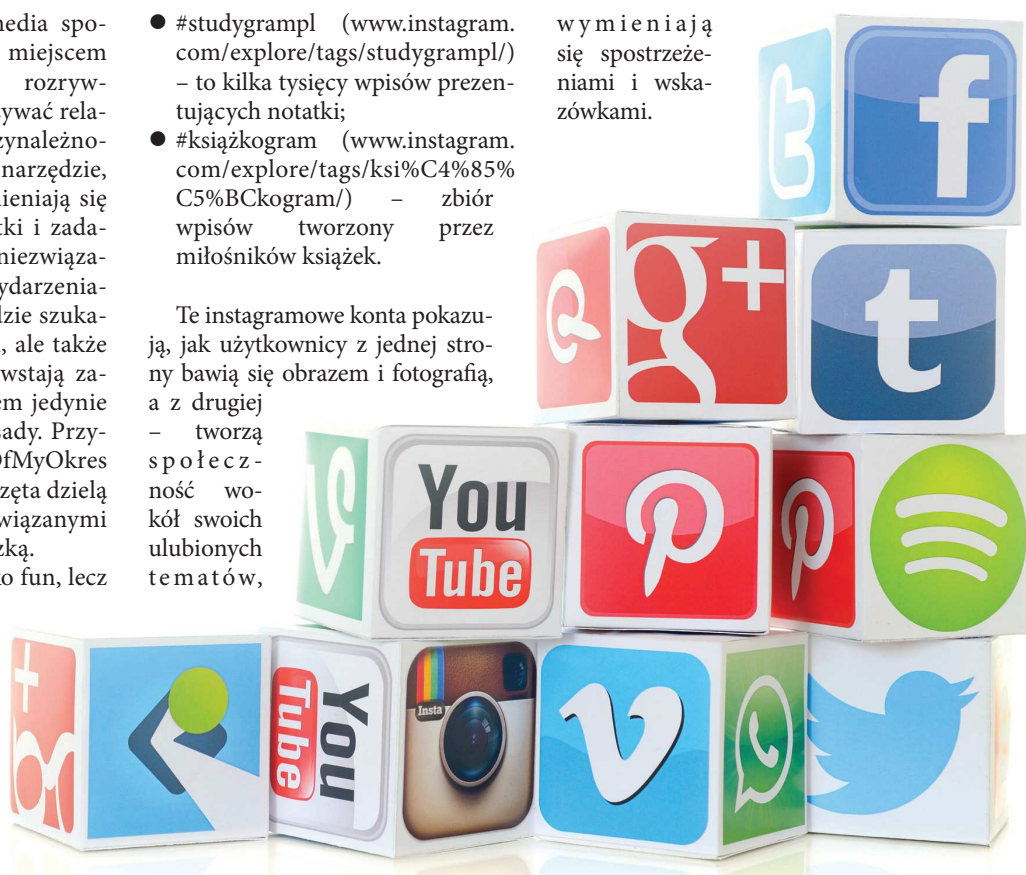 edia spo-
miejscem
rozryw-
ywać rela-
zynależno-
narzędzie,
ieniają się
tki i zada-
niezwiąza-
ydarzenia-
dzie szuka-
, ale także
wstają za-
em jedynie
sady. Przy-
OfMyOkres
zęta dzielą
wiązanymi
zką.
ko fun, lecz
● #studygrampl (www.instagram.
com/explore/tags/studygrampl/)
– to kilka tysięcy wpisów prezen-
tujących notatki;
● #książkogram (www.instagram.
com/explore/tags/ksi%C4%85%
C5%BCkogram/) – zbiór
wpisów tworzony przez
miłośników książek.
Te instagramowe konta pokazu-
ją, jak użytkownicy z jednej stro-
ny bawią się obrazem i fotografią,
a z drugiej
– tworzą
społecz-
ność wo-
kół swoich
ulubionych
tematów,
wymieniają
się spostrzeże-
niami i wska-
zówkami.
t
f
g+
t
You
Tube
You
Tube
Insta